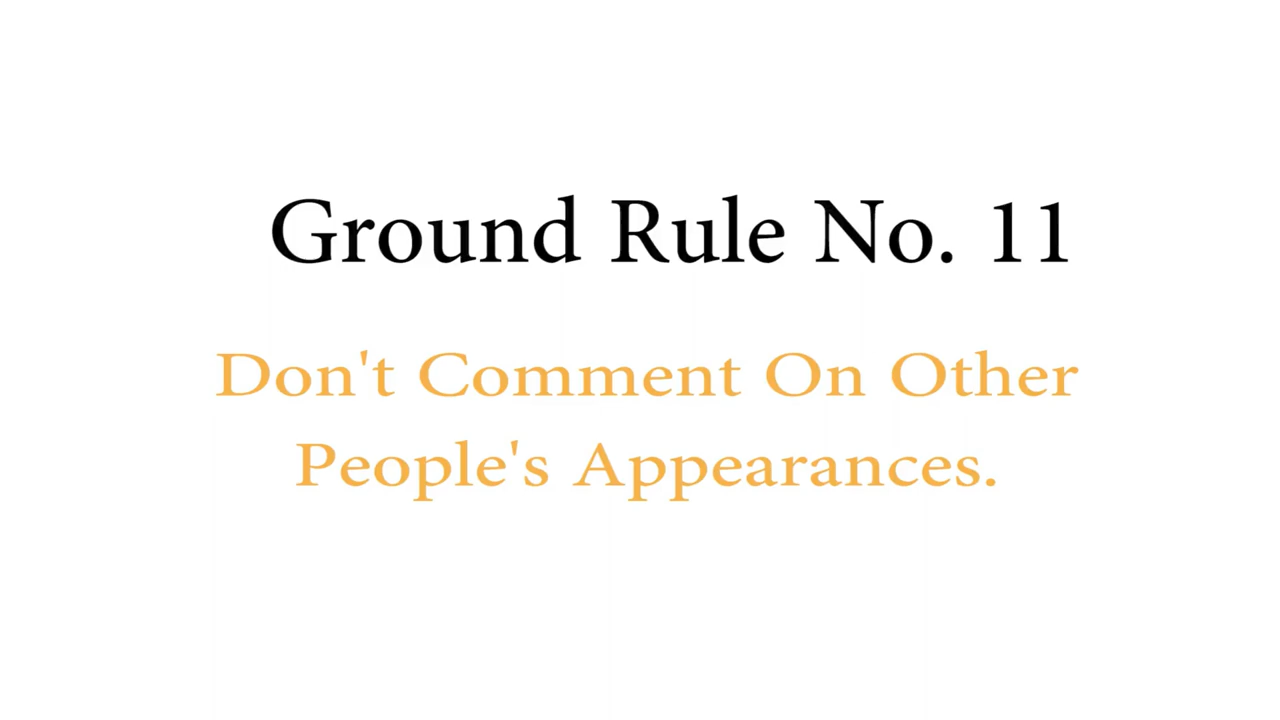 Ground Rule No. 11
Don't Comment On Other
People's Appearances.